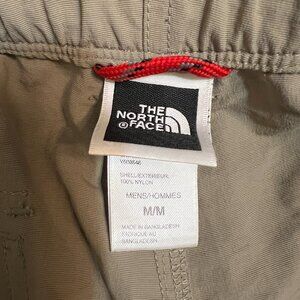 THE
NORTH
FACE
®
SHELL/EXTERIEUR:
100% NYLON
MENS/HOMMES
M/M
MADE IN BANGLADESH
FABRIQUE AU
BANGLADESH